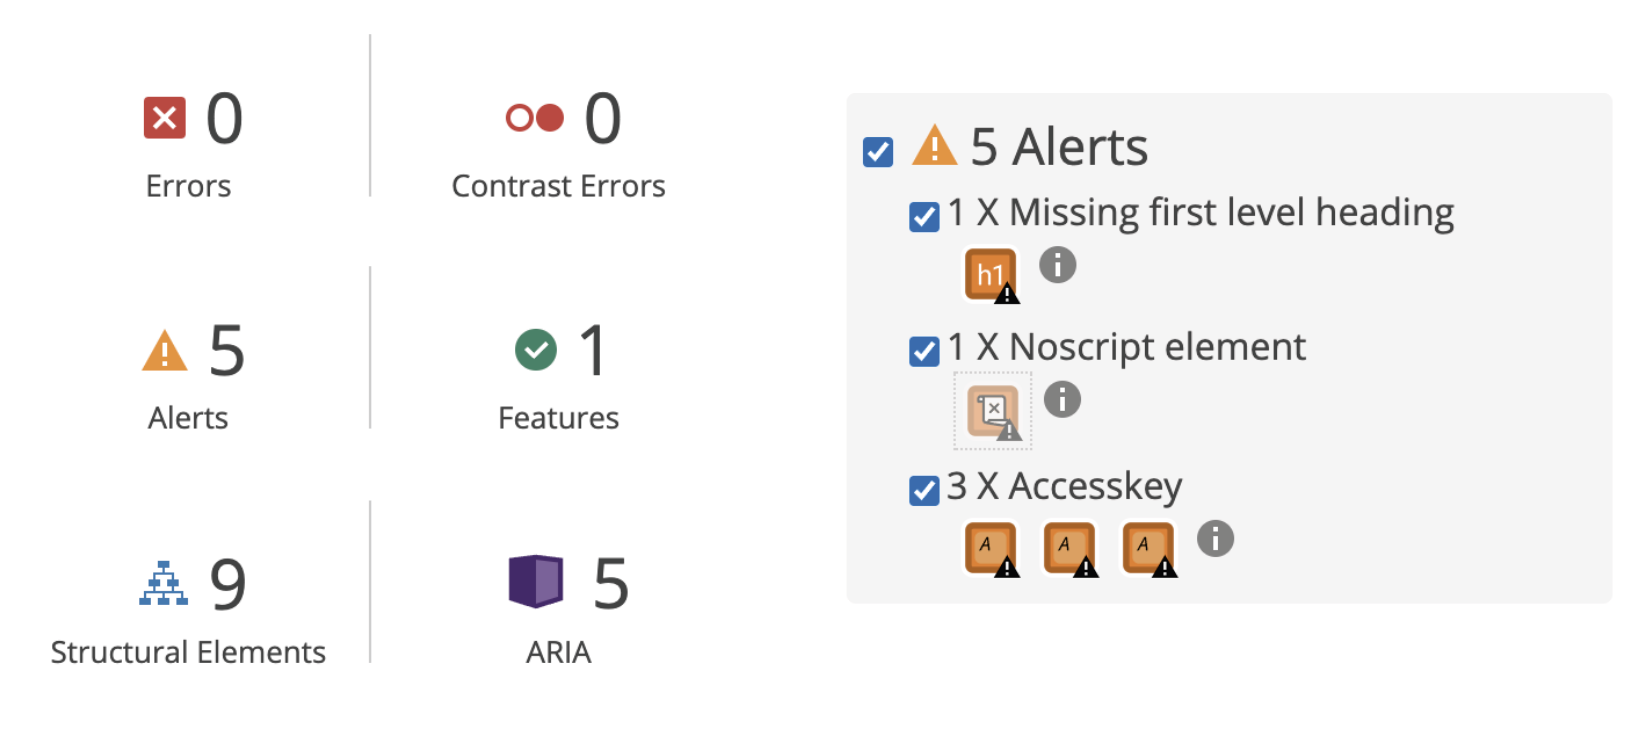 0
Errors
0
Contrast Errors
5
Alerts
1
Features
9
Structural Elements
5
ARIA
5 Alerts
1 X Missing first level heading
h1
1 X Noscript element
3 X Accesskey
A A A